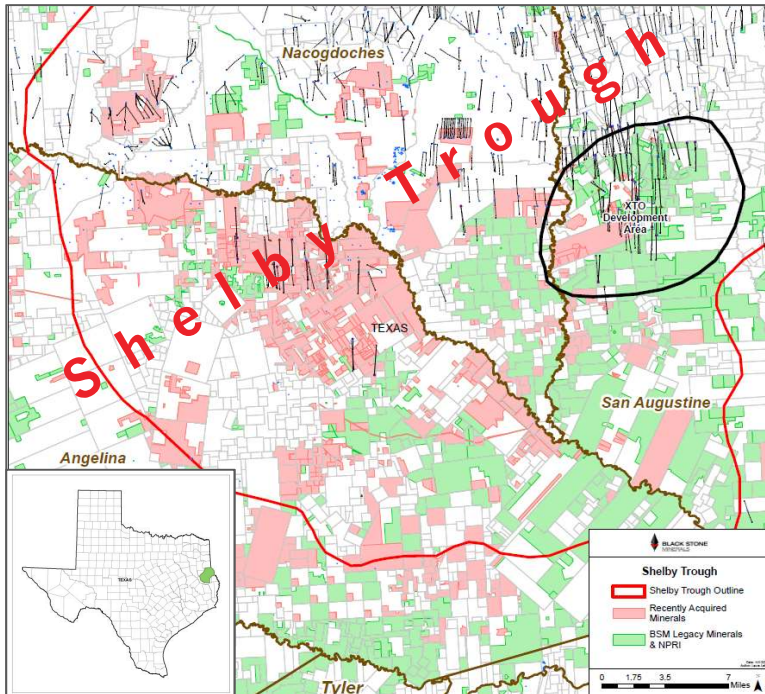 Nacogdoches
Shelby Trough
XTO
Development
Area
TEXAS
San Augustine
Angelina
TEXAS
Tyler
BLACK STONE
MINERALS
Shelby Trough
Shelby Trough Outline
Recently Acquired
Minerals
BSM Legacy Minerals
& NPRI
0 1.75 3.5 7
Miles